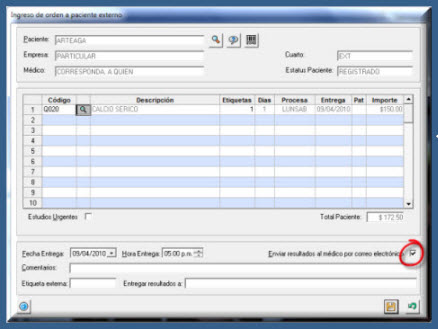 Ingreso de orden a paciente externo
Paciente: ARTEAGA
Empresa: PARTICULAR Cuarto: EXT
Médico: CORRESPONDA. A QUIEN Estatus Paciente: REGISTRADO
Código Descripción Etiquetas Dias Procesa Entrega Pat Importe
1 Q028 CALCIO SERICO 1 1 LUNSAB 09/04/2010 $150.00
2
3
4
5
6
7
8
9
10
Estudios Urgentes Total Paciente: $ 172.50
Fecha Entrega: 09/04/2010 Hora Entrega: 05:00 p.m. Enviar resultados al médico por correo electrónico
Comentarios:
Etiqueta externa: Entregar resultados a: